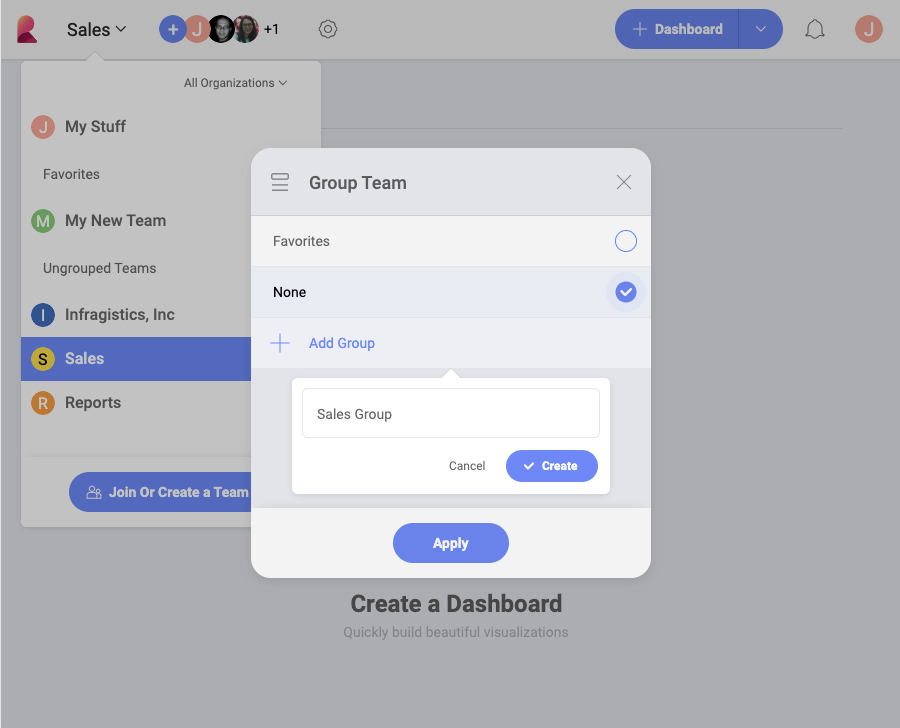 Sales
J
+1
Dashboard
J
All Organizations
J My Stuff
Favorites
M My New Team
Ungrouped Teams
I Infragistics, Inc
S Sales
R Reports
Join Or Create a Team
Group Team
Favorites
None
Add Group
Sales Group
Cancel
Create
Apply
Create a Dashboard
Quickly build beautiful visualizations